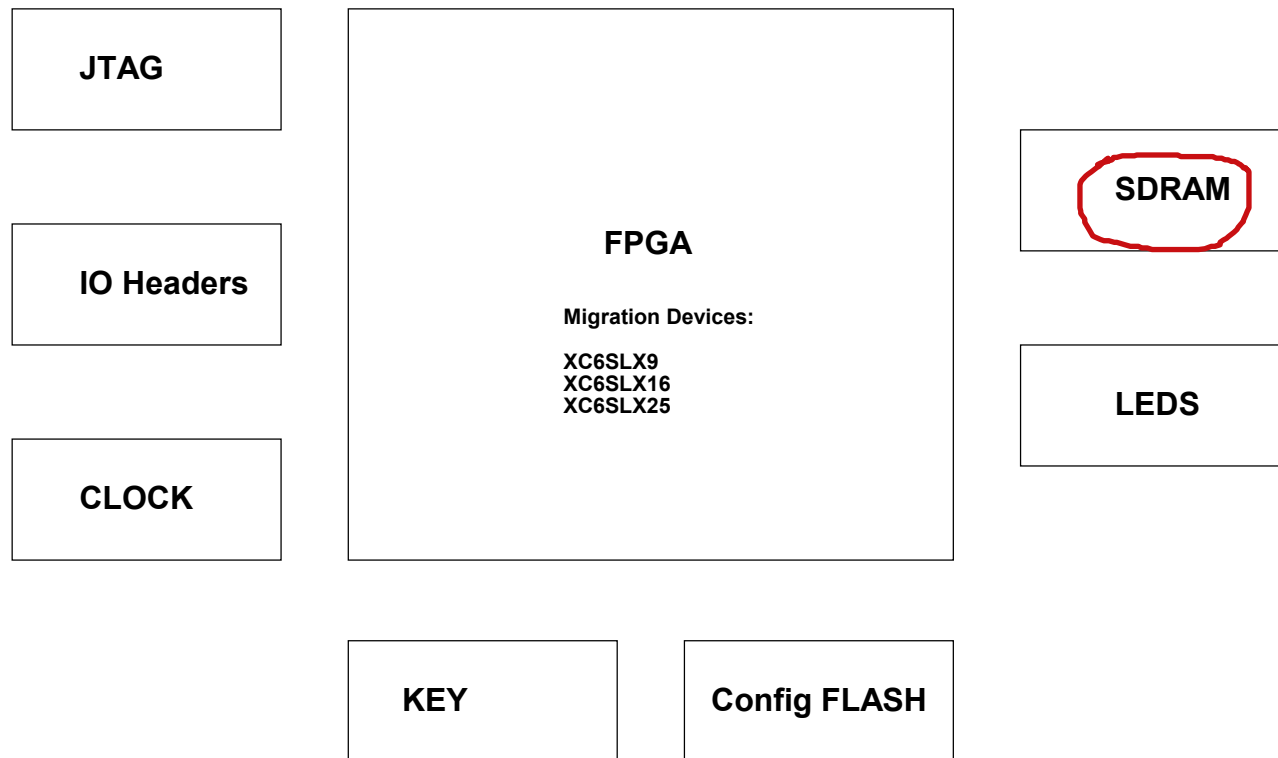 JTAG
SDRAM
FPGA
IO Headers
Migration Devices:
XC6SLX9
XC6SLX16
XC6SLX25
LEDS
CLOCK
KEY
Config FLASH